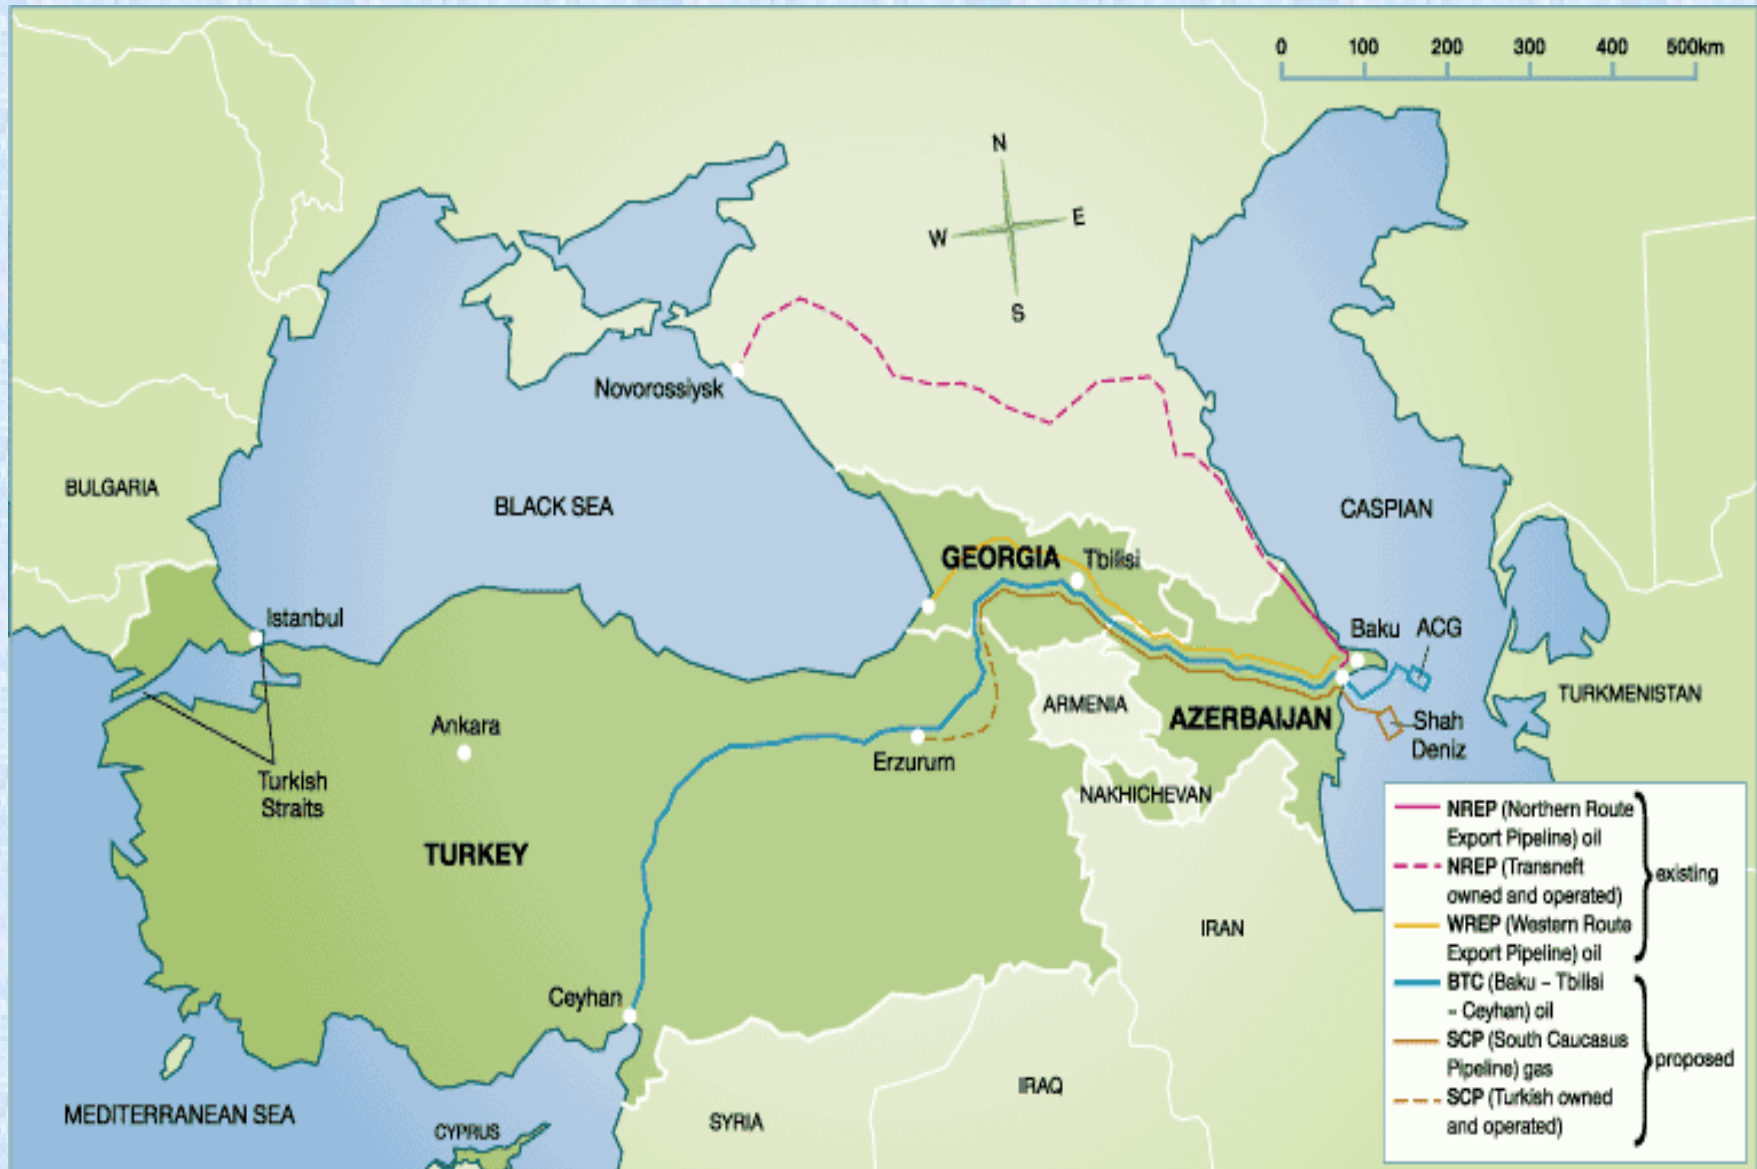 0 100 200 300 400 500km
N
W E
S
Novorossiysk
BULGARIA
BLACK SEA
CASPIAN
GEORGIA
Tbilisi
Istanbul
Baku
ACG
ARMENIA
AZERBAIJAN
TURKMENISTAN
Shah
Deniz
Ankara
Erzurum
Turkish
Straits
NAKHICHEVAN
TURKEY
IRAN
Ceyhan
IRAQ
SYRIA
MEDITERRANEAN SEA
CYPRUS
NREP (Northern Route
Export Pipeline) oil
NREP (Transneft
owned and operated)
WREP (Western Route
Export Pipeline) oil
existing
BTC (Baku – Tbilisi
– Ceyhan) oil
SCP (South Caucasus
Pipeline) gas
SCP (Turkish owned
and operated)
proposed